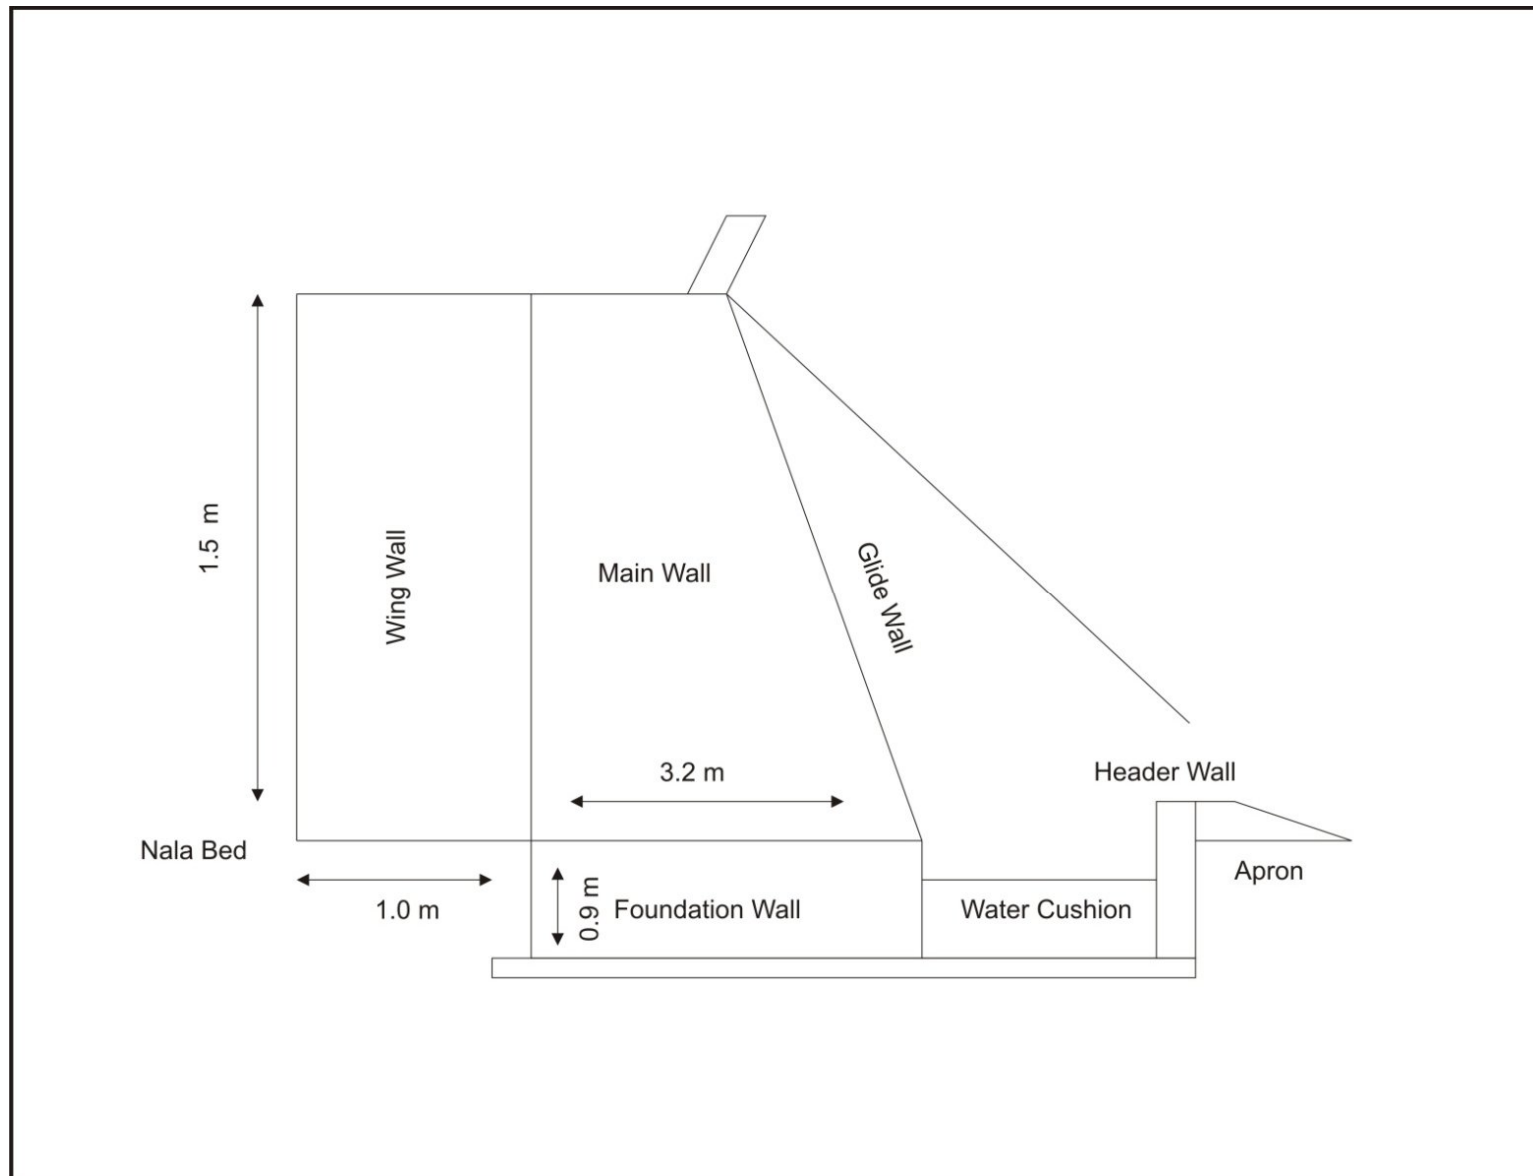 1.5 m
Wing Wall
Main Wall
Glide Wall
3.2 m
Header Wall
Nala Bed
1.0 m
0.9 m
Foundation Wall
Water Cushion
Apron